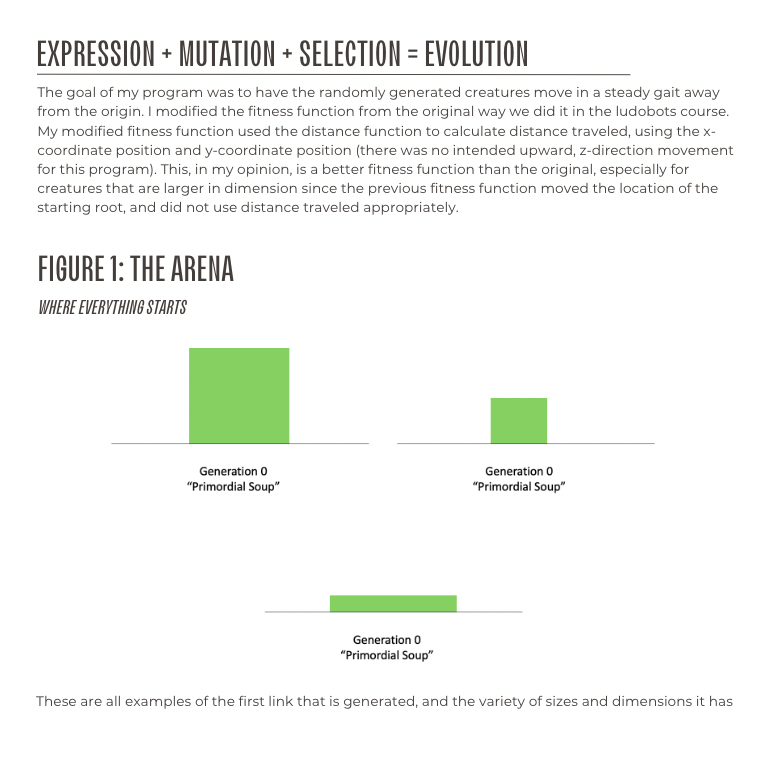 EXPRESSION + MUTATION + SELECTION = EVOLUTION
The goal of my program was to have the randomly generated creatures move in a steady gait away
from the origin. I modified the fitness function from the original way we did it in the ludobots course.
My modified fitness function used the distance function to calculate distance traveled, using the x-
coordinate position and y-coordinate position (there was no intended upward, z-direction movement
for this program). This, in my opinion, is a better fitness function than the original, especially for
creatures that are larger in dimension since the previous fitness function moved the location of the
starting root, and did not use distance traveled appropriately.
FIGURE 1: THE ARENA
WHERE EVERYTHING STARTS
Generation 0
“Primordial Soup”
Generation 0
“Primordial Soup”
Generation 0
“Primordial Soup”
These are all examples of the first link that is generated, and the variety of sizes and dimensions it has